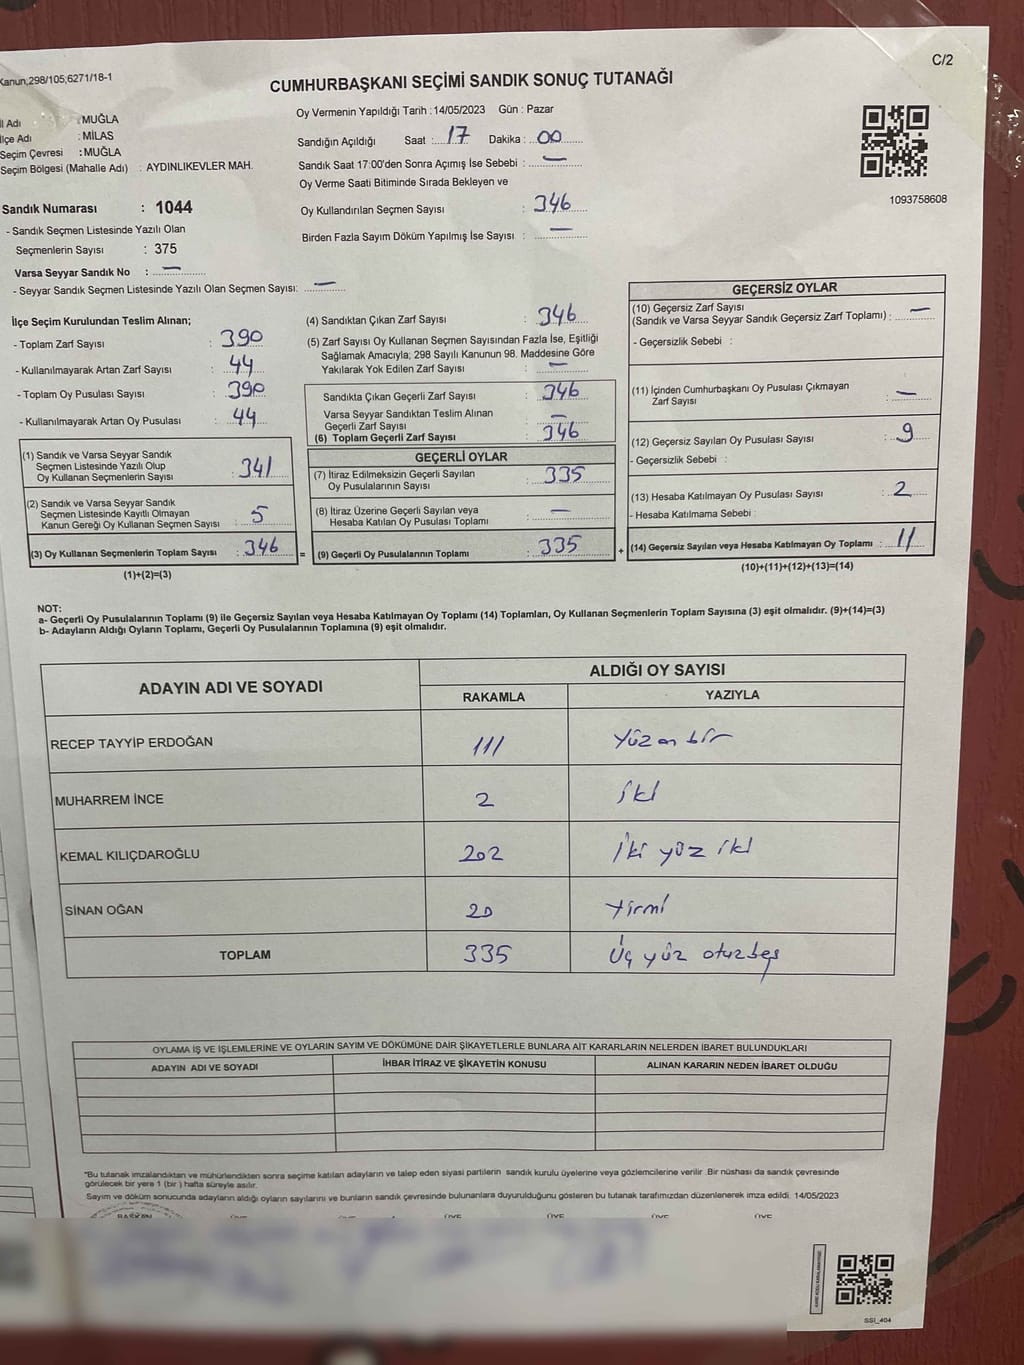 Kanun;298/105;6271/18-1
C/2
CUMHURBAŞKANI SEÇİMİ SANDIK SONUÇ TUTANAĞI
Oy Vermenin Yapıldığı Tarih : 14/05/2023 Gün : Pazar
İl Adı : MUĞLA
İlçe Adı : MİLAS
Seçim Çevresi : MUĞLA
Seçim Bölgesi (Mahalle Adı) : AYDINLIKEVLER MAH.
Sandığın Açıldığı Saat : 17 Dakika : 00
Sandık Saat 17:00'den Sonra Açımış İse Sebebi : —
Oy Verme Saati Bitiminde Sırada Bekleyen ve
Oy Kullandırılan Seçmen Sayısı : 346
Birden Fazla Sayım Döküm Yapılmış İse Sayısı : —
1093758608
Sandık Numarası : 1044
- Sandık Seçmen Listesinde Yazılı Olan
Seçmenlerin Sayısı : 375
Varsa Seyyar Sandık No : —
- Seyyar Sandık Seçmen Listesinde Yazılı Olan Seçmen Sayısı: —
İlçe Seçim Kurulundan Teslim Alınan;
- Toplam Zarf Sayısı : 390
- Kullanılmayarak Artan Zarf Sayısı : 44
- Toplam Oy Pusulası Sayısı : 390
- Kullanılmayarak Artan Oy Pusulası : 44
(1) Sandık ve Varsa Seyyar Sandık
Seçmen Listesinde Yazılı Olup
Oy Kullanan Seçmenlerin Sayısı : 341
(2) Sandık ve Varsa Seyyar Sandık
Seçmen Listesinde Kayıtlı Olmayan
Kanun Gereği Oy Kullanan Seçmen Sayısı : 5
(3) Oy Kullanan Seçmenlerin Toplam Sayısı : 346 =
(1)+(2)=(3)
(4) Sandıktan Çıkan Zarf Sayısı : 346
(5) Zarf Sayısı Oy Kullanan Seçmen Sayısından Fazla İse, Eşitliği
Sağlamak Amacıyla; 298 Sayılı Kanunun 98. Maddesine Göre
Yakılarak Yok Edilen Zarf Sayısı : —
Sandıkta Çıkan Geçerli Zarf Sayısı : 346
Varsa Seyyar Sandıktan Teslim Alınan
Geçerli Zarf Sayısı : —
(6) Toplam Geçerli Zarf Sayısı : 346
GEÇERLİ OYLAR
(7) İtiraz Edilmeksizin Geçerli Sayılan
Oy Pusulalarının Sayısı : 335
(8) İtiraz Üzerine Geçerli Sayılan veya
Hesaba Katılan Oy Pusulası Toplamı : —
(9) Geçerli Oy Pusulalarının Toplamı : 335 +
GEÇERSİZ OYLAR
(10) Geçersiz Zarf Sayısı
(Sandık ve Varsa Seyyar Sandık Geçersiz Zarf Toplamı) : —
- Geçersizlik Sebebi :
(11) İçinden Cumhurbaşkanı Oy Pusulası Çıkmayan
Zarf Sayısı : —
(12) Geçersiz Sayılan Oy Pusulası Sayısı : 9
- Geçersizlik Sebebi :
(13) Hesaba Katılmayan Oy Pusulası Sayısı : 2
- Hesaba Katılmama Sebebi :
(14) Geçersiz Sayılan veya Hesaba Katılmayan Oy Toplamı : 11
(10)+(11)+(12)+(13)=(14)
NOT:
a- Geçerli Oy Pusulalarının Toplamı (9) ile Geçersiz Sayılan veya Hesaba Katılmayan Oy Toplamı (14) Toplamları, Oy Kullanan Seçmenlerin Toplam Sayısına (3) eşit olmalıdır. (9)+(14)=(3)
b- Adayların Aldığı Oyların Toplamı, Geçerli Oy Pusulalarının Toplamına (9) eşit olmalıdır.
ADAYIN ADI VE SOYADI ALDIĞI OY SAYISI
RAKAMLA YAZIYLA
RECEP TAYYİP ERDOĞAN 111 Yüz on bir
MUHARREM İNCE 2 iki
KEMAL KILIÇDAROĞLU 202 İki yüz iki
SİNAN OĞAN 20 Yirmi
TOPLAM 335 Üç yüz otuzbeş
OYLAMA İŞ VE İŞLEMLERİNE VE OYLARIN SAYIM VE DÖKÜMÜNE DAİR ŞİKAYETLERLE BUNLARA AİT KARARLARIN NELERDEN İBARET BULUNDUKLARI
ADAYIN ADI VE SOYADI İHBAR İTİRAZ VE ŞİKAYETİN KONUSU ALINAN KARARIN NEDEN İBARET OLDUĞU
*Bu tutanak imzalandıktan ve mühürlendikten sonra seçime katılan adayların ve talep eden siyasi partilerin sandık kurulu üyelerine veya gözlemcilerine verilir. Bir nüshası da sandık çevresinde
görülecek bir yere 1 (bir ) hafta süreyle asılır.
Sayım ve döküm sonucunda adayların aldığı oyların sayılarını ve bunların sandık çevresinde bulunanlara duyurulduğunu gösteren bu tutanak tarafımızdan düzenlenerek imza edildi. 14/05/2023
BAŞKAN ÜYE ÜYE ÜYE ÜYE ÜYE ÜYE
SSI_404